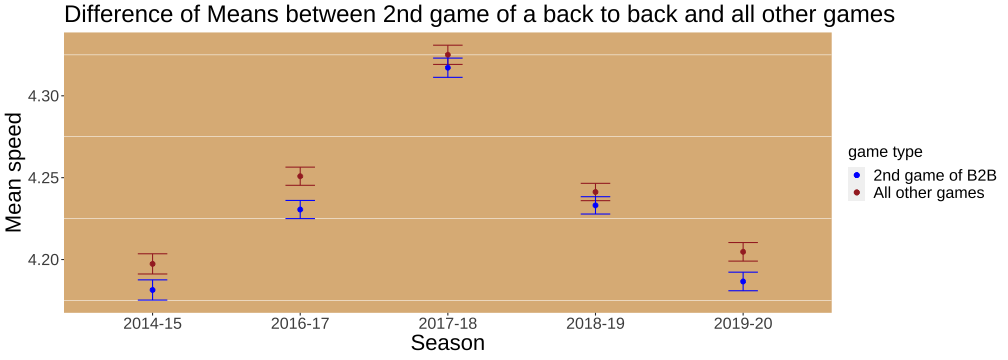 Difference of Means between 2nd game of a back to back and all other games
Mean speed
4.30
4.25
4.20
2014-15
2016-17
2017-18
2018-19
2019-20
Season
game type
2nd game of B2B
All other games